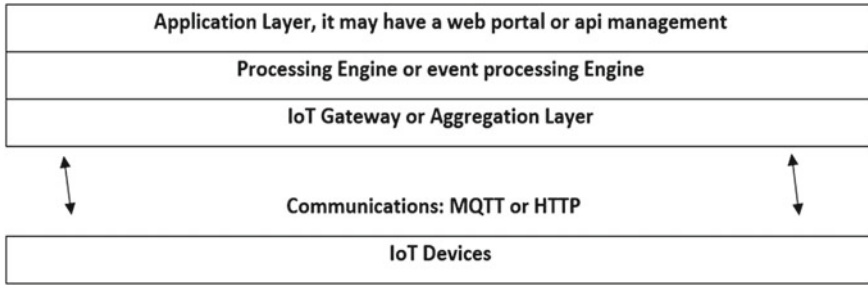 Application Layer, it may have a web portal or api management
Processing Engine or event processing Engine
IoT Gateway or Aggregation Layer
Communications: MQTT or HTTP
IoT Devices